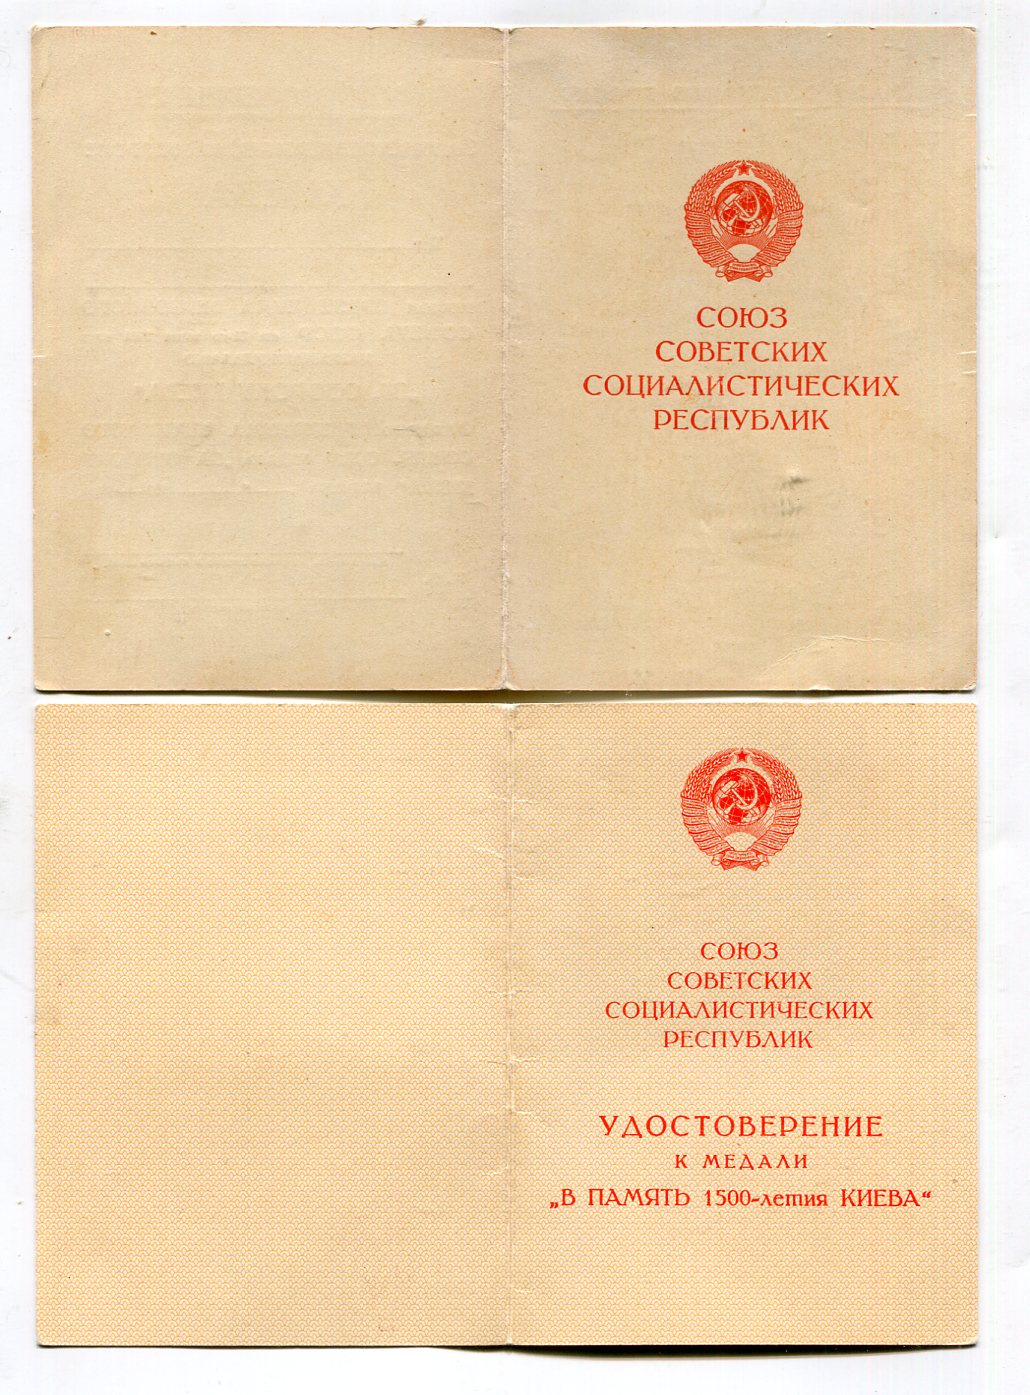 СОЮЗ
СОВЕТСКИХ
СОЦИАЛИСТИЧЕСКИХ
РЕСПУБЛИК
СОЮЗ
СОВЕТСКИХ
СОЦИАЛИСТИЧЕСКИХ
РЕСПУБЛИК
УДОСТОВЕРЕНИЕ
К МЕДАЛИ
„В ПАМЯТЬ 1500-летия КИЕВА“